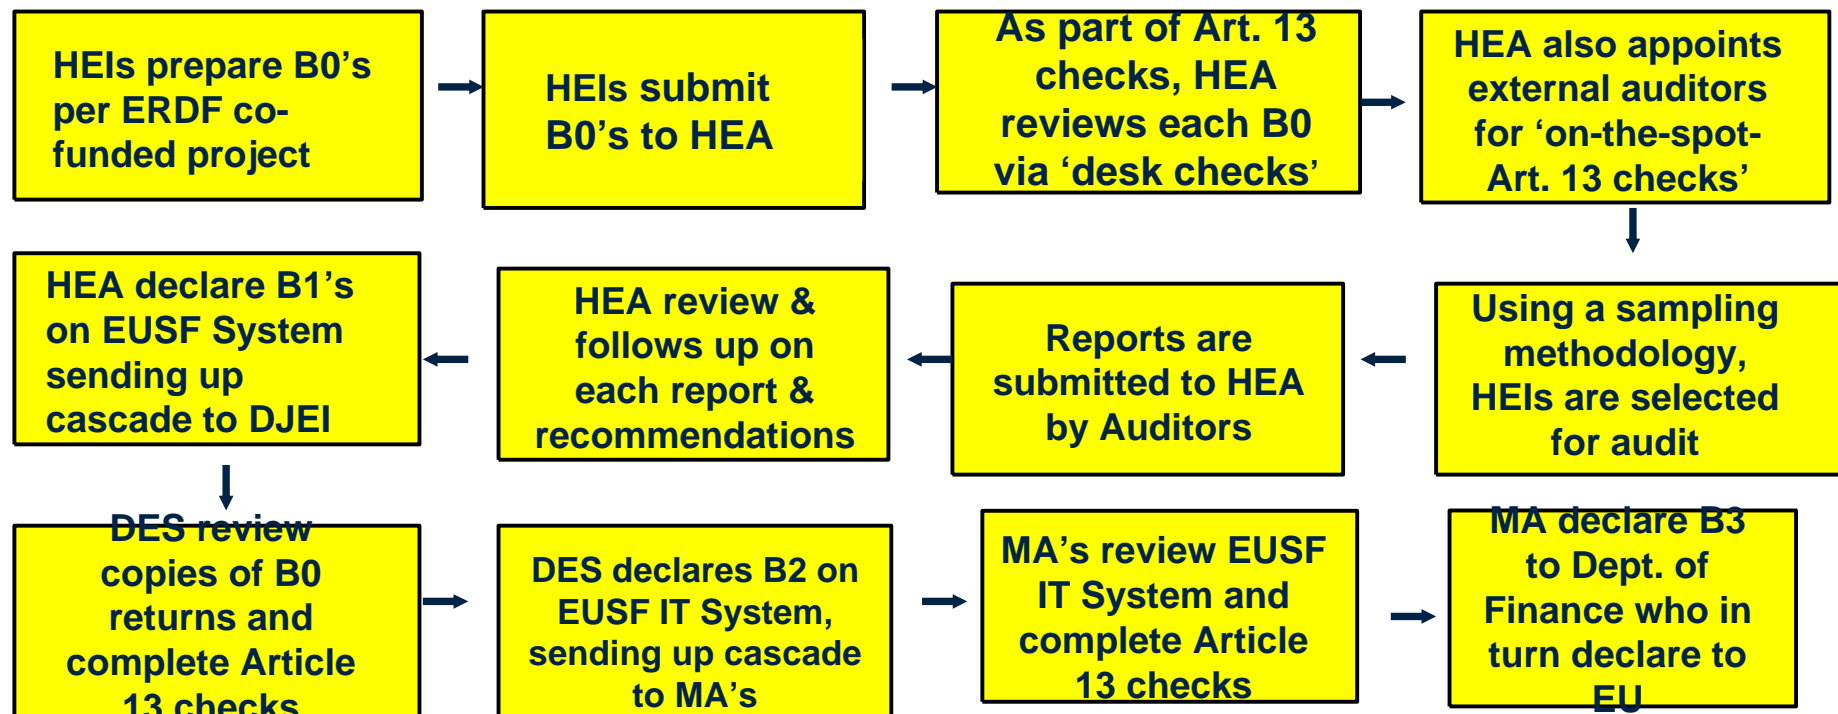 HEIs prepare B0’s
per ERDF co-
funded project
HEIs submit
B0’s to HEA
As part of Art. 13
checks, HEA
reviews each B0
via ‘desk checks’
HEA also appoints
external auditors
for ‘on-the-spot-
Art. 13 checks’
Using a sampling
methodology,
HEIs are selected
for audit
Reports are
submitted to HEA
by Auditors
HEA review &
follows up on
each report &
recommendations
HEA declare B1’s
on EUSF System
sending up
cascade to DJEI
DES review
copies of B0
returns and
complete Article
13 checks
DES declares B2 on
EUSF IT System,
sending up cascade
to MA’s
MA’s review EUSF
IT System and
complete Article
13 checks
MA declare B3
to Dept. of
Finance who in
turn declare to
EU